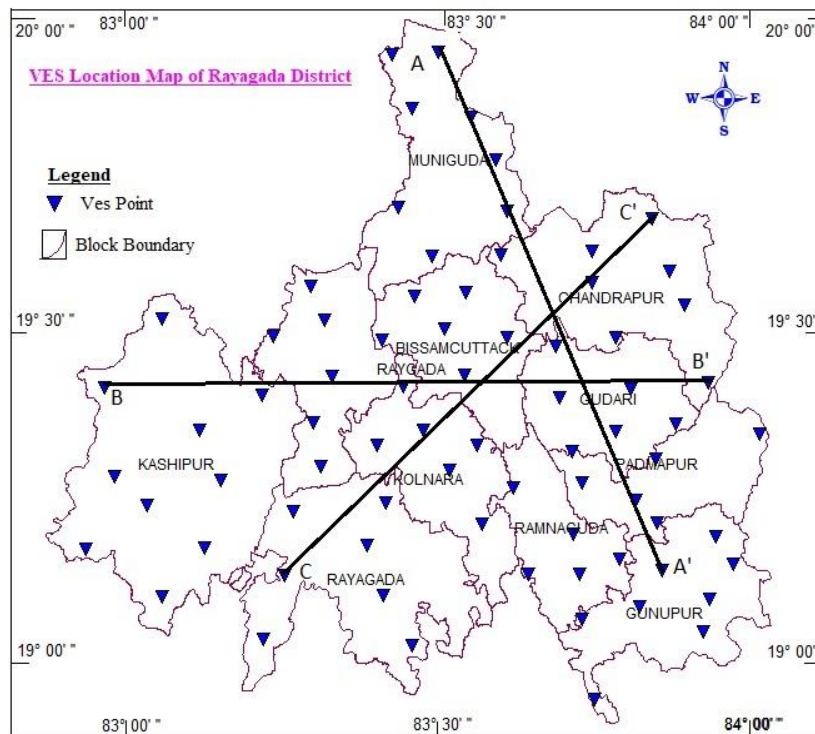 20° 00' "
83° 00' "
83° 30' "
84° 00' "
20° 00' "
VES Location Map of Rayagada District
A
N
W
E
S
MUNIGUDA
Legend
Ves Point
Block Boundary
C'
CHANDRAPUR
19° 30' "
19° 30' "
BISSAMCUTTACK
RAYGADA
B'
B
GUDARI
KASHIPUR
KOLNARA
PADMAPUR
RAMNAGUDA
C
RAYAGADA
A'
GUNUPUR
19° 00' "
19° 00' "
83° 00' "
83° 30' "
84° 00' "